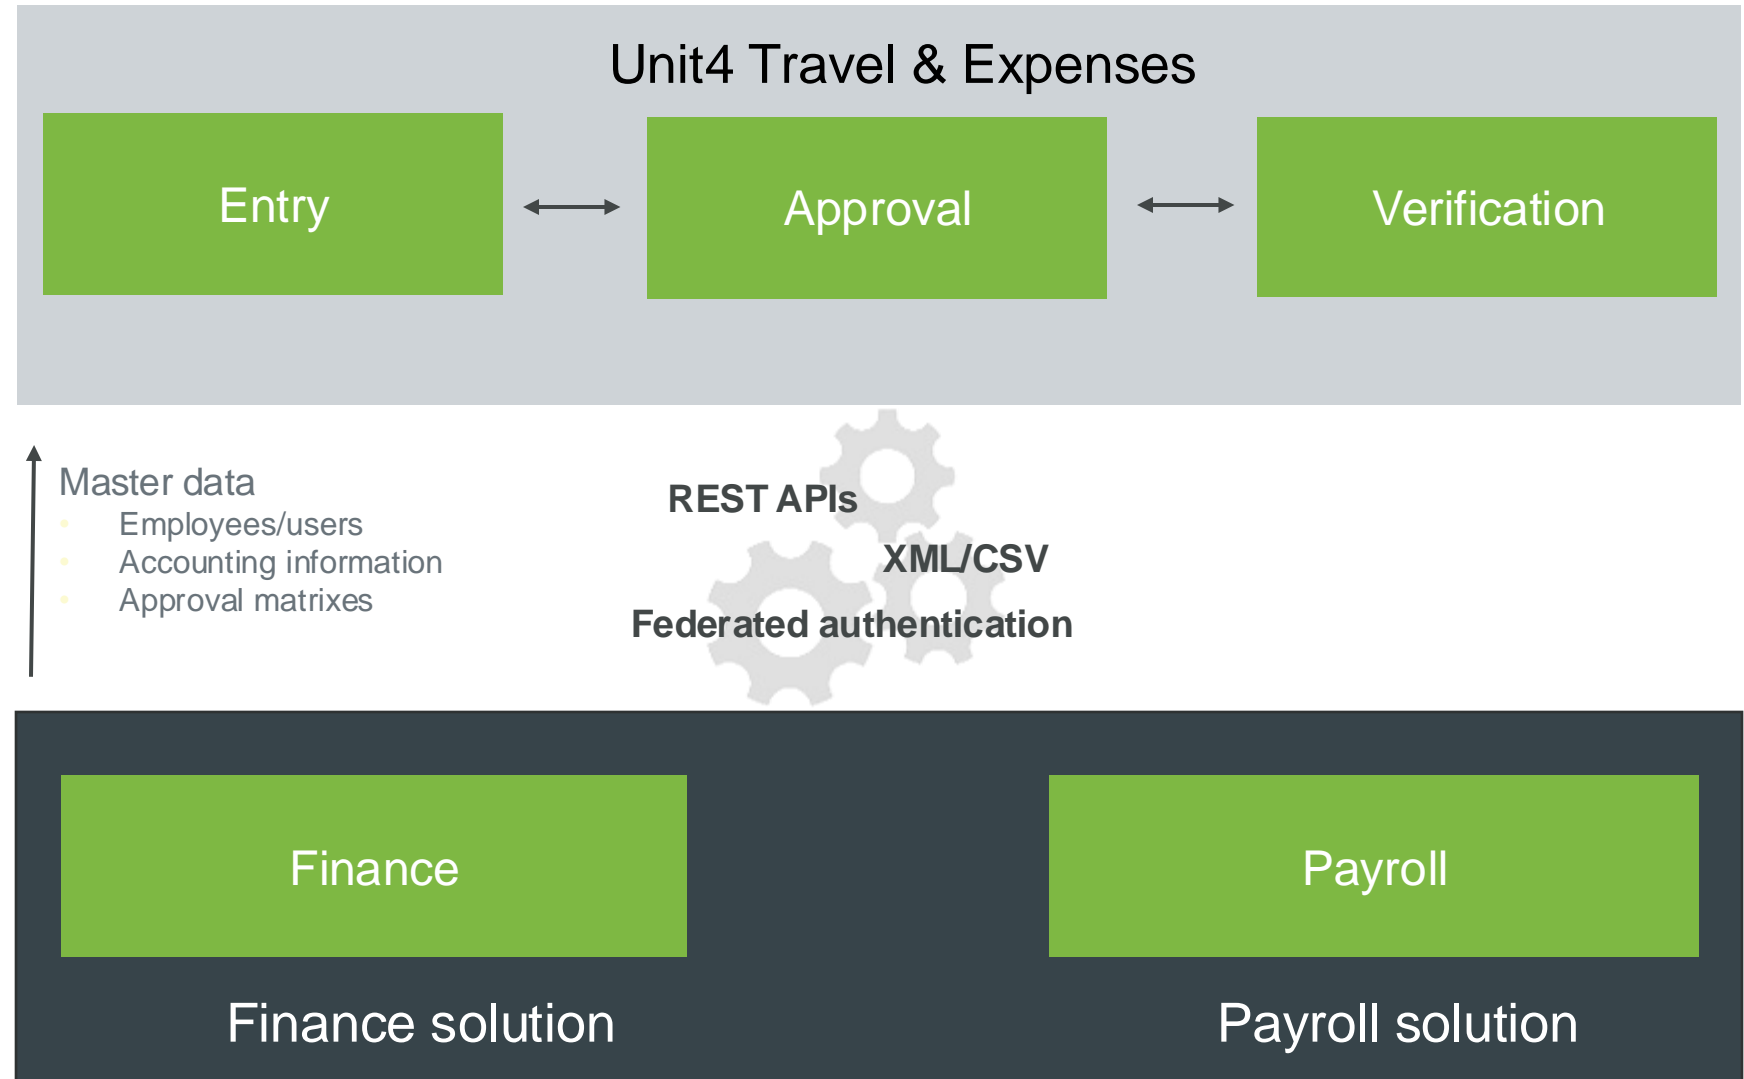 Unit4 Travel & Expenses
Entry
Approval
Verification
Master data
• Employees/users
• Accounting information
• Approval matrixes
REST APIs
XML/CSV
Federated authentication
Finance
Payroll
Finance solution
Payroll solution